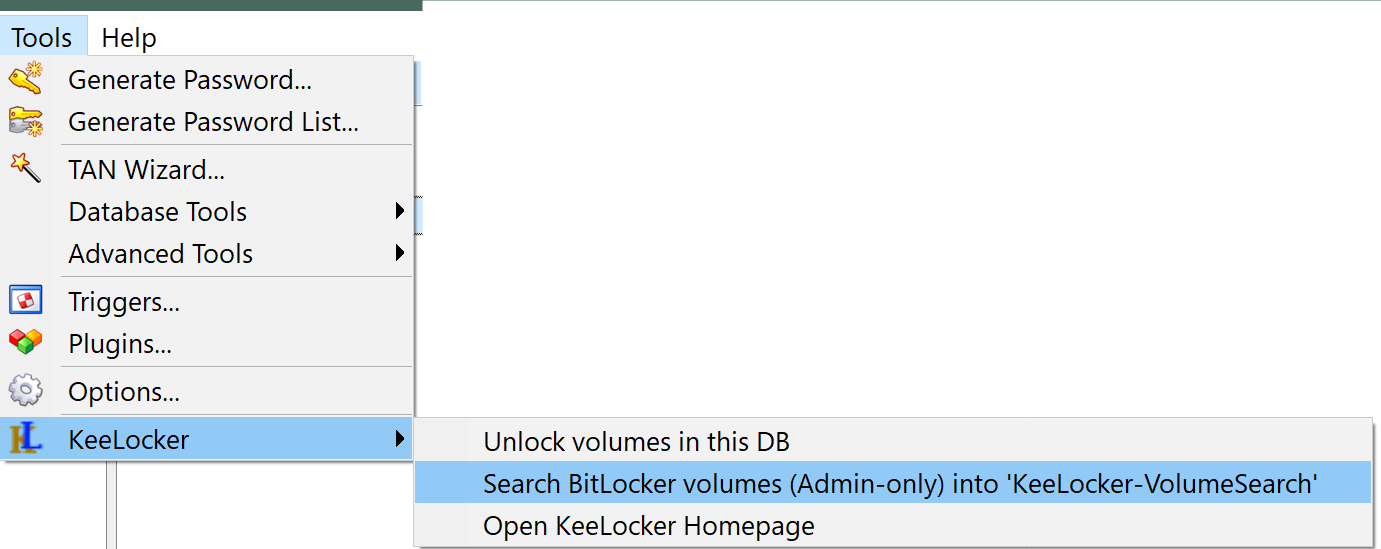 Tools Help
Generate Password...
Generate Password List...
TAN Wizard...
Database Tools
Advanced Tools
Triggers...
Plugins...
Options...
KeeLocker
Unlock volumes in this DB
Search BitLocker volumes (Admin-only) into 'KeeLocker-VolumeSearch'
Open KeeLocker Homepage